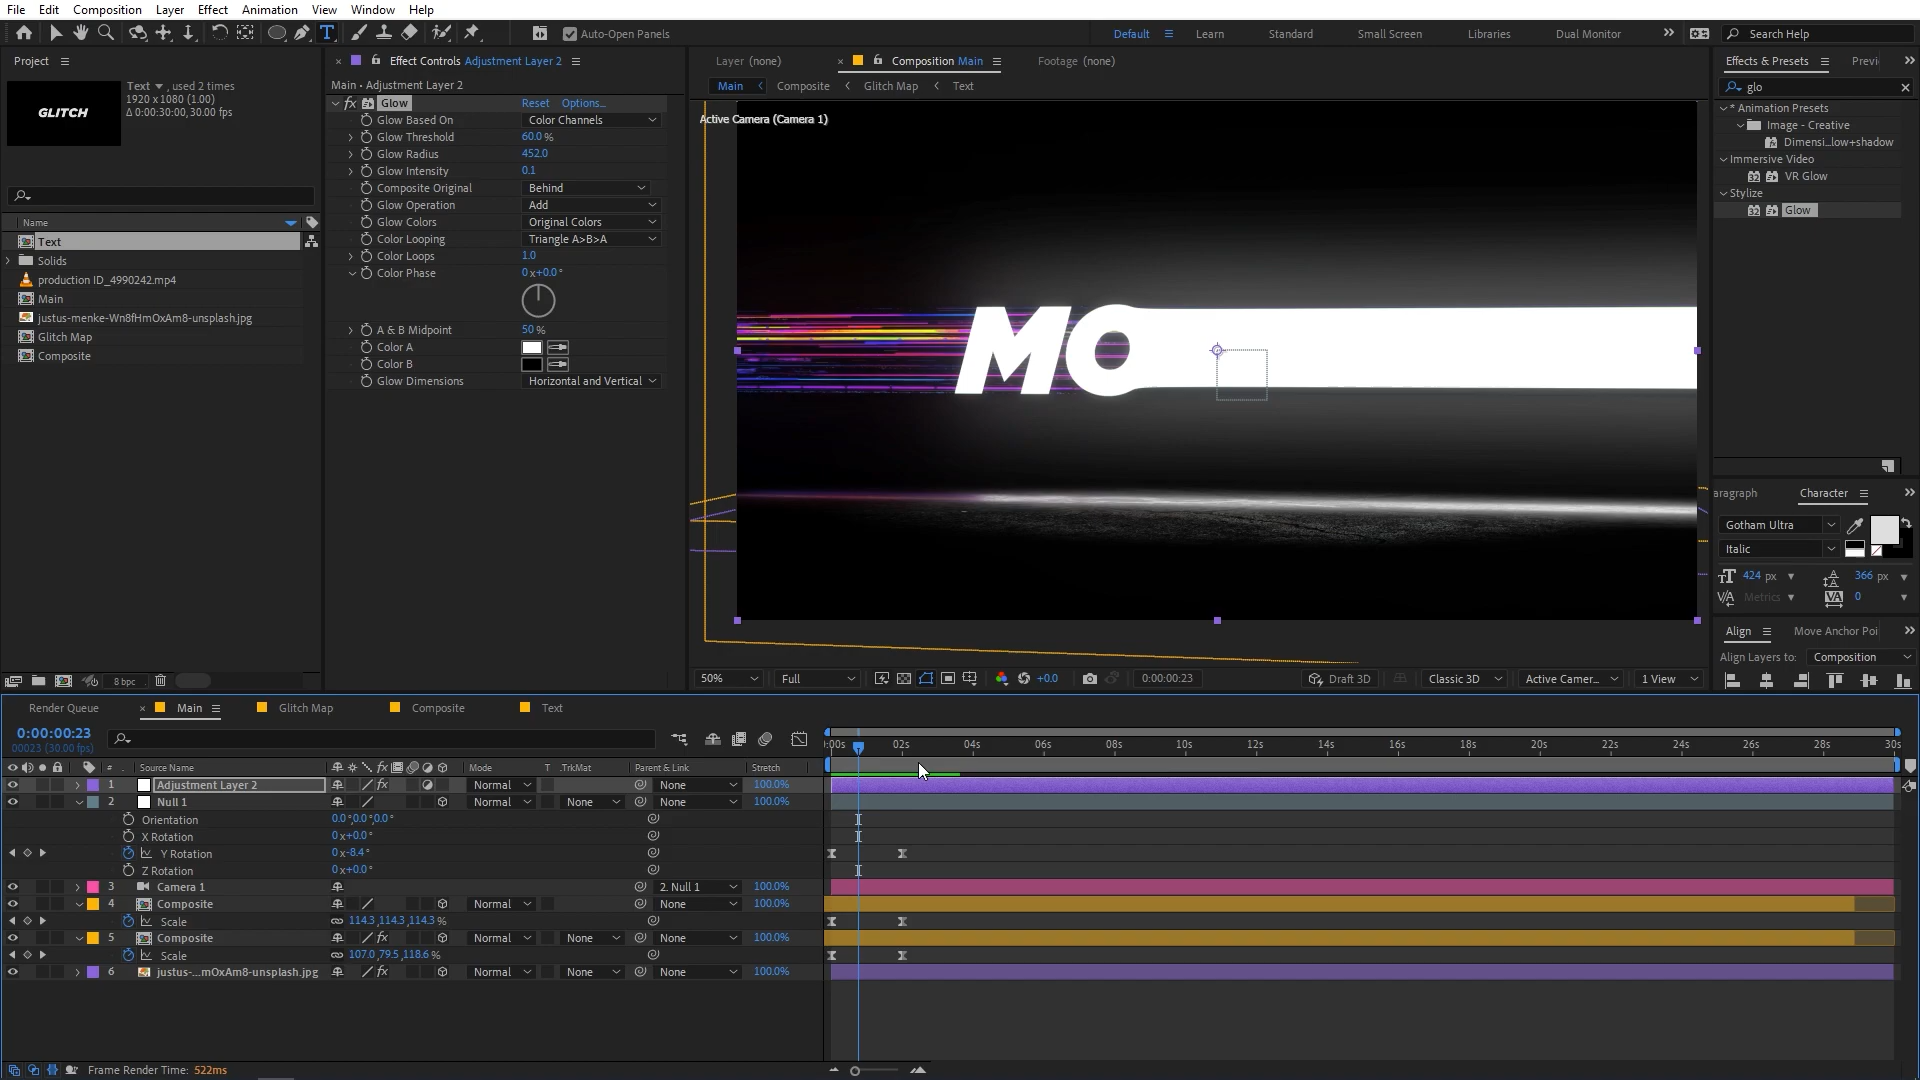 File Edit Composition Layer Effect Animation View Window Help
Auto-Open Panels
Default Learn Standard Small Screen Libraries Dual Monitor Search Help
Project
GLITCH
Text , used 2 times
1920 x 1080 (1.00)
Δ 0:00:30:00, 30.00 fps
Name
Text
Solids
production ID_4990242.mp4
Main
justus-menke-Wn8fHmOxAm8-unsplash.jpg
Glitch Map
Composite
8 bpc
Effect Controls Adjustment Layer 2
Main • Adjustment Layer 2
fx Glow Reset Options...
Glow Based On Color Channels
Glow Threshold 60.0 %
Glow Radius 452.0
Glow Intensity 0.1
Composite Original Behind
Glow Operation Add
Glow Colors Original Colors
Color Looping Triangle A>B>A
Color Loops 1.0
Color Phase 0x+0.0°
A & B Midpoint 50 %
Color A
Color B
Glow Dimensions Horizontal and Vertical
Layer (none) Composition Main Footage (none)
Main Composite Glitch Map Text
Active Camera (Camera 1)
MO
50% Full +0.0 0:00:00:23 Draft 3D Classic 3D Active Camer... 1 View
Effects & Presets Previ
glo
* Animation Presets
Image - Creative
Dimensi...low+shadow
Immersive Video
VR Glow
Stylize
Glow
aragraph Character
Gotham Ultra
Italic
424 px 366 px
Metrics 0
Align Move Anchor Poi
Align Layers to: Composition
Render Queue Main Glitch Map Composite Text
0:00:00:23
00023 (30.00 fps)
# Source Name Mode T .TrkMat Parent & Link Stretch
:00s 02s 04s 06s 08s 10s 12s 14s 16s 18s 20s 22s 24s 26s 28s 30s
1 Adjustment Layer 2 fx Normal None 100.0%
2 Null 1 Normal None None 100.0%
Orientation 0.0°,0.0°,0.0°
X Rotation 0x+0.0°
Y Rotation 0x-8.4°
Z Rotation 0x+0.0°
3 Camera 1 2. Null 1 100.0%
4 Composite Normal None 100.0%
Scale 114.3,114.3,114.3%
5 Composite fx Normal None None 100.0%
Scale 107.0,79.5,118.6%
6 justus-...mOxAm8-unsplash.jpg fx Normal None None 100.0%
Frame Render Time: 522ms